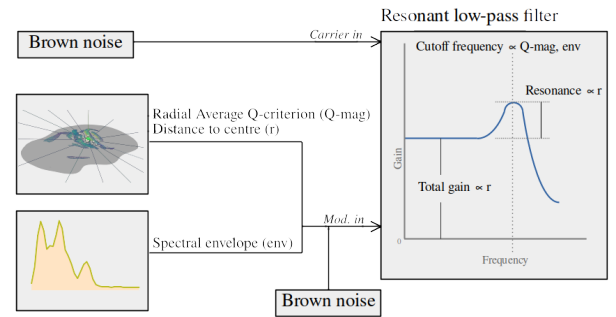 Resonant low-pass filter
Brown noise
Carrier in
Cutoff frequency ∝ Q-mag, env
Resonance ∝ r
Radial Average Q-criterion (Q-mag)
Distance to centre (r)
Gain
Total gain ∝ r
Mod. in
Spectral envelope (env)
0
Frequency
Brown noise